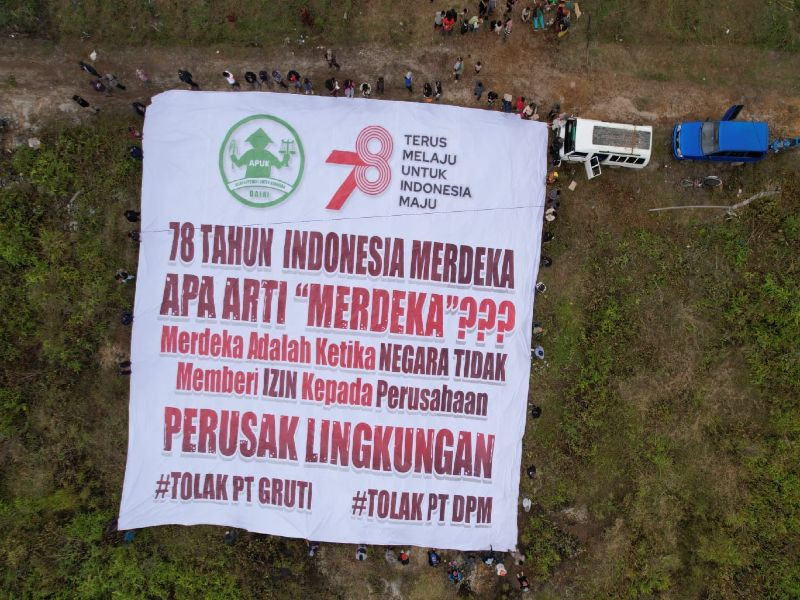 APUK
DAIRI
78
TERUS
MELAJU
UNTUK
INDONESIA
MAJU
78 TAHUN INDONESIA MERDEKA
APA ARTI “MERDEKA”???
Merdeka Adalah Ketika NEGARA TIDAK
Memberi IZIN Kepada Perusahaan
PERUSAK LINGKUNGAN
#TOLAK PT GRUTI
#TOLAK PT DPM